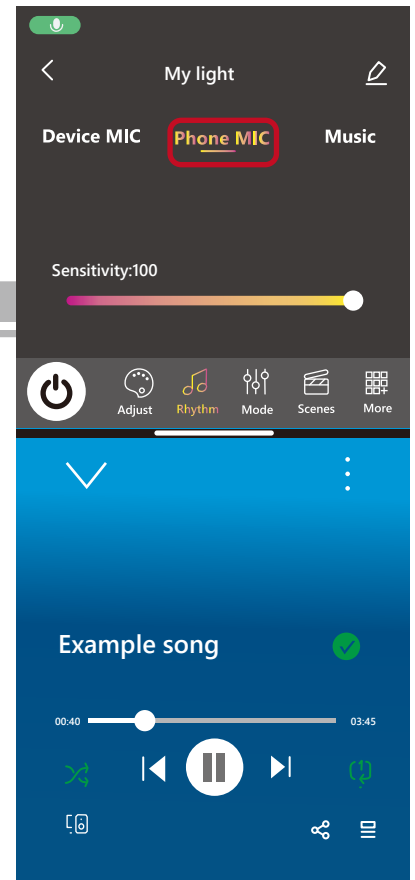 My light
Device MIC Phone MIC Music
Sensitivity:100
Adjust Rhythm Mode Scenes More
Example song
00:40 03:45